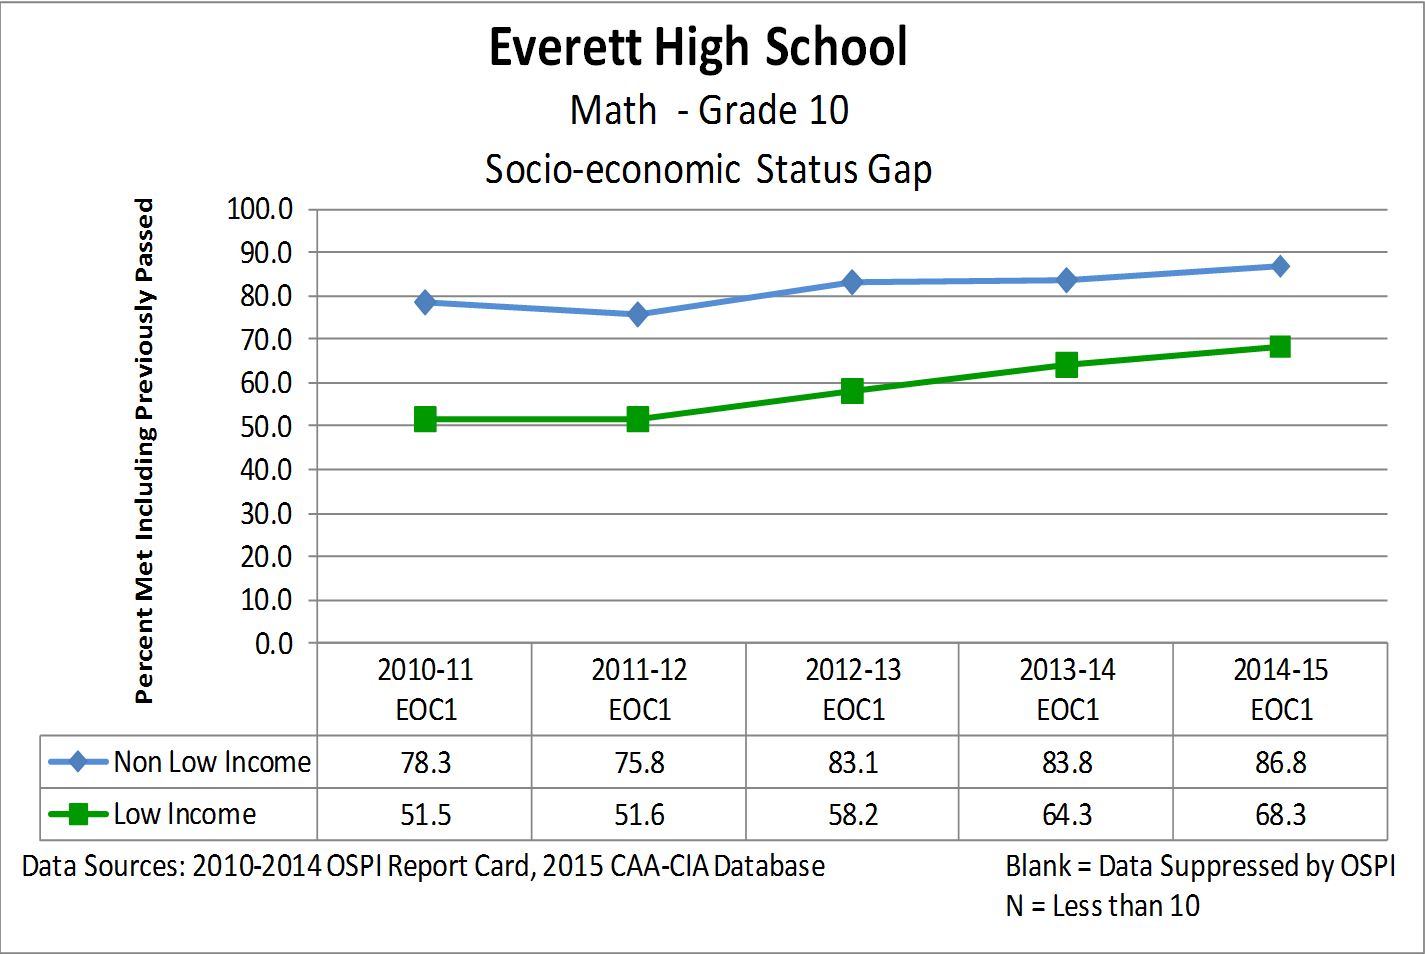 Everett High School
Math - Grade 10
Socio-economic Status Gap
Percent Met Including Previously Passed
100.0
90.0
80.0
70.0
60.0
50.0
40.0
30.0
20.0
10.0
0.0
2010-11 2011-12 2012-13 2013-14 2014-15
EOC1 EOC1 EOC1 EOC1 EOC1
Non Low Income 78.3 75.8 83.1 83.8 86.8
Low Income 51.5 51.6 58.2 64.3 68.3
Data Sources: 2010-2014 OSPI Report Card, 2015 CAA-CIA Database
Blank = Data Suppressed by OSPI
N = Less than 10